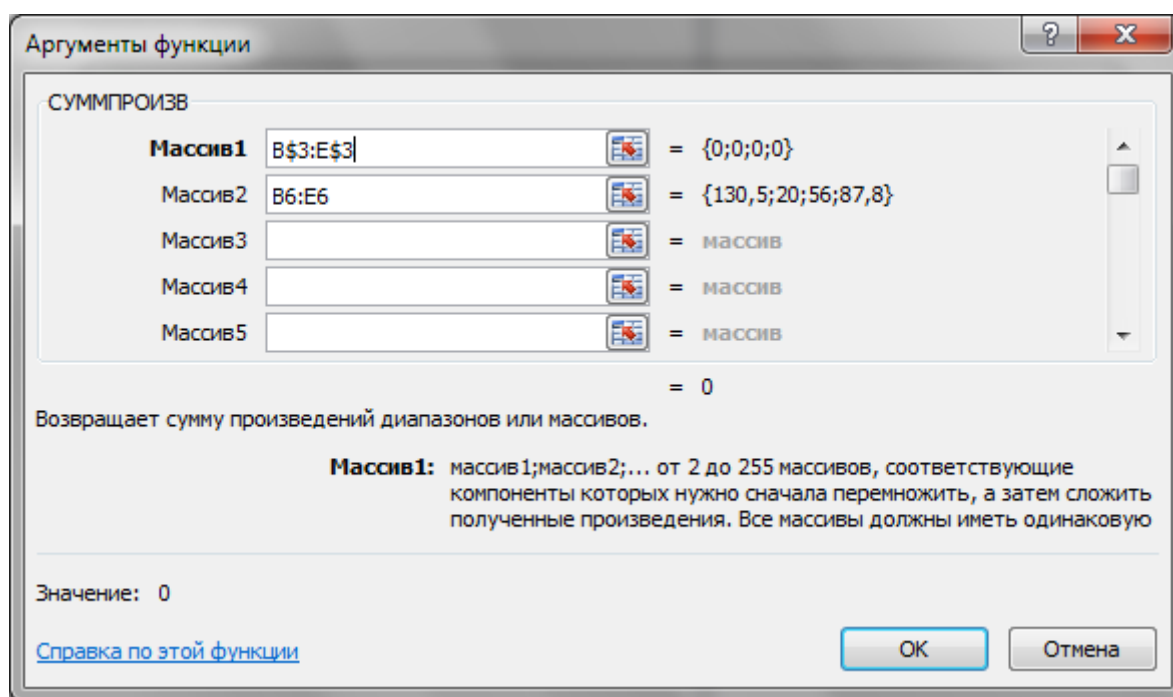 Аргументы функции
СУММПРОИЗВ
Массив1 B$3:E$3 = {0;0;0;0}
Массив2 B6:E6 = {130,5;20;56;87,8}
Массив3 = массив
Массив4 = массив
Массив5 = массив
= 0
Возвращает сумму произведений диапазонов или массивов.
Массив1: массив1;массив2;... от 2 до 255 массивов, соответствующие
компоненты которых нужно сначала перемножить, а затем сложить
полученные произведения. Все массивы должны иметь одинаковую
Значение: 0
Справка по этой функции
ОК
Отмена